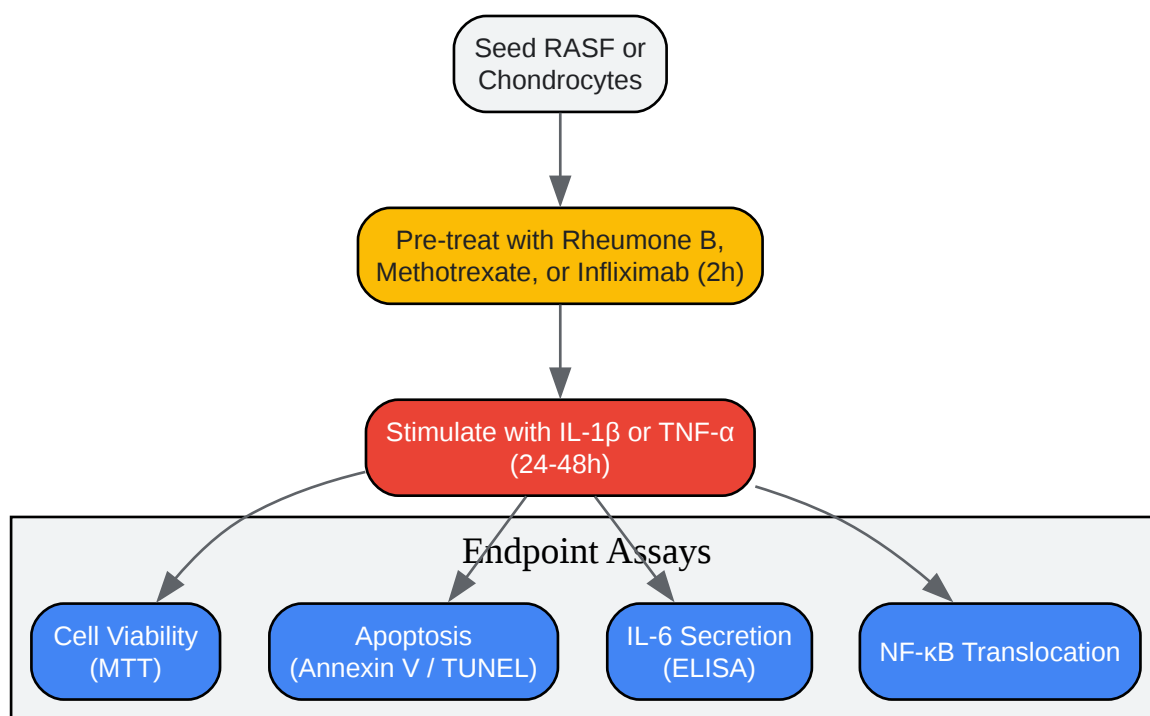 Seed RASF or
Chondrocytes
Pre-treat with Rheumone B,
Methotrexate, or Infliximab (2h)
Stimulate with IL-1β or TNF-α
(24-48h)
Endpoint Assays
Cell Viability
(MTT)
Apoptosis
(Annexin V / TUNEL)
IL-6 Secretion
(ELISA)
NF-κB Translocation